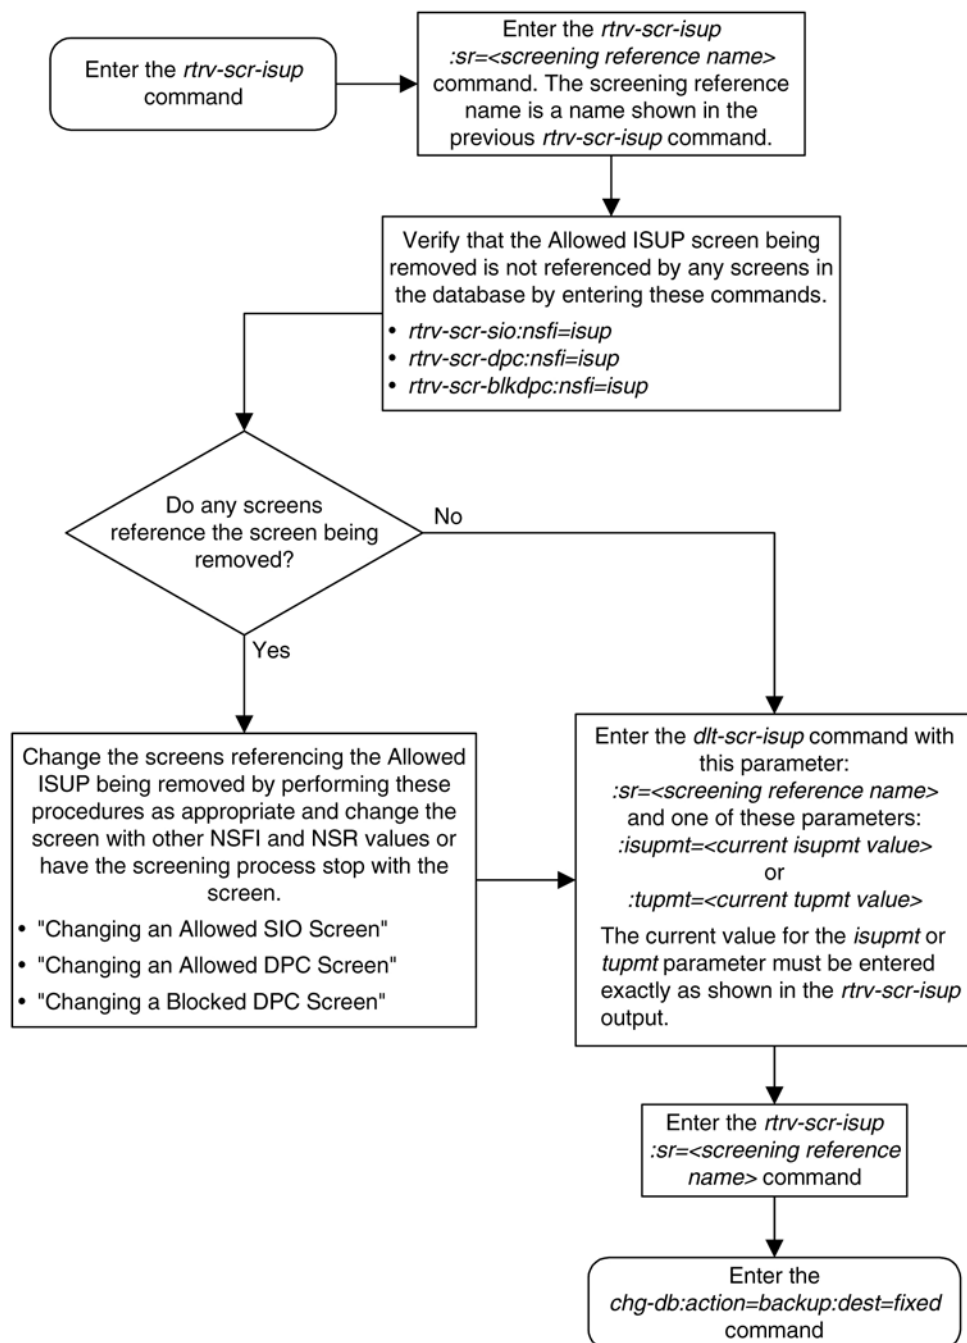 Enter the rtrv-scr-isup
command
Enter the rtrv-scr-isup
:sr=<screening reference name>
command. The screening reference
name is a name shown in the
previous rtrv-scr-isup command.
Verify that the Allowed ISUP screen being
removed is not referenced by any screens in
the database by entering these commands.
• rtrv-scr-sio:nsfi=isup
• rtrv-scr-dpc:nsfi=isup
• rtrv-scr-blkdpc:nsfi=isup
Do any screens
reference the screen being
removed?
No
Yes
Change the screens referencing the Allowed
ISUP being removed by performing these
procedures as appropriate and change the
screen with other NSFI and NSR values or
have the screening process stop with the
screen.
• "Changing an Allowed SIO Screen"
• "Changing an Allowed DPC Screen"
• "Changing a Blocked DPC Screen"
Enter the dlt-scr-isup command with
this parameter:
:sr=<screening reference name>
and one of these parameters:
:isupmt=<current isupmt value>
or
:tupmt=<current tupmt value>
The current value for the isupmt or
tupmt parameter must be entered
exactly as shown in the rtrv-scr-isup
output.
Enter the rtrv-scr-isup
:sr=<screening reference
name> command
Enter the
chg-db:action=backup:dest=fixed
command